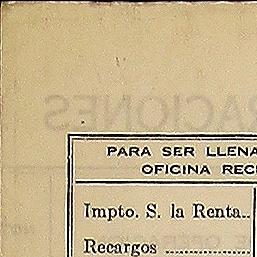 PARA SER LLENA
OFICINA REC
Impto. S. la Renta..
Recargos ................